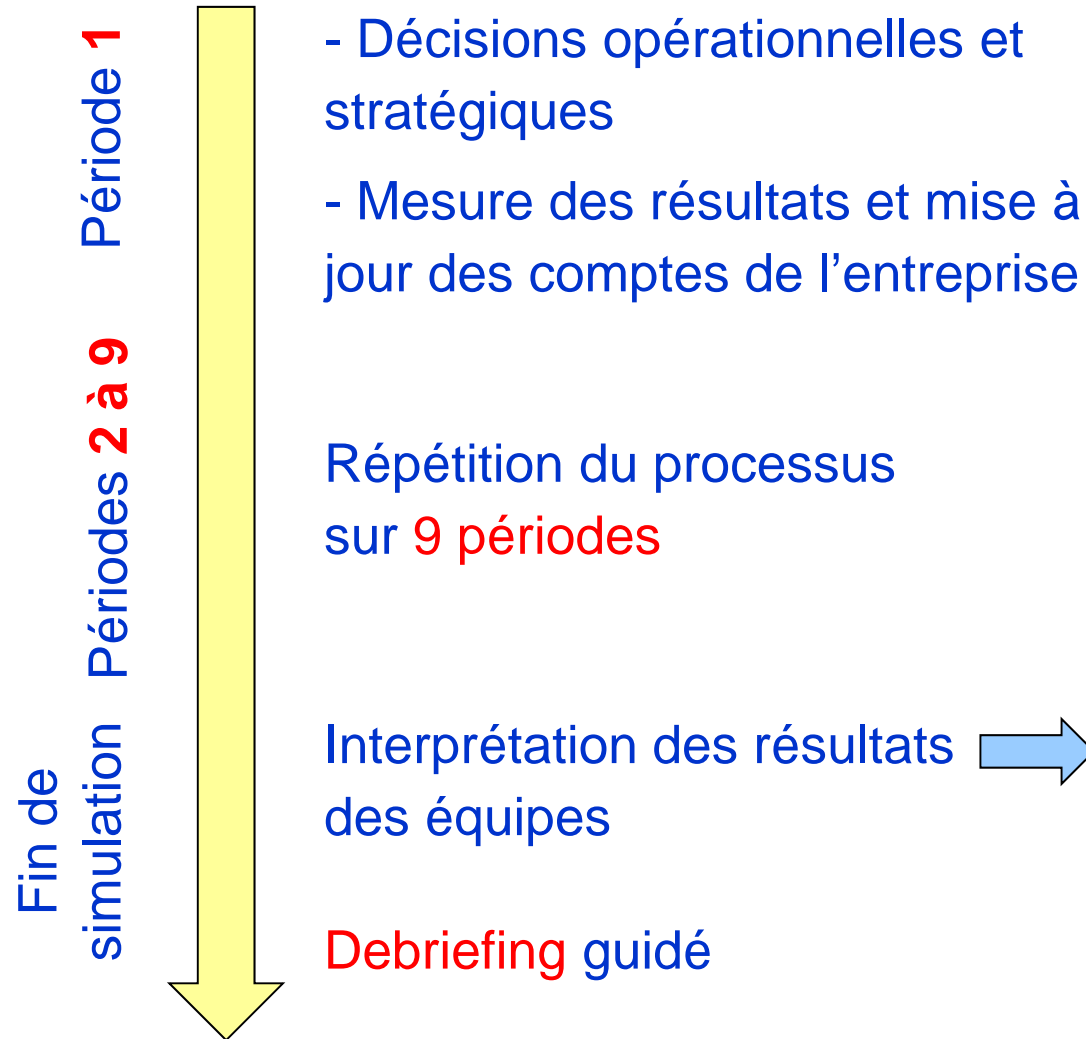 Période 1
- Décisions opérationnelles et
stratégiques
- Mesure des résultats et mise à
jour des comptes de l’entreprise
Périodes 2 à 9
Répétition du processus
sur 9 périodes
Fin de
simulation
Interprétation des résultats
des équipes
Debriefing guidé